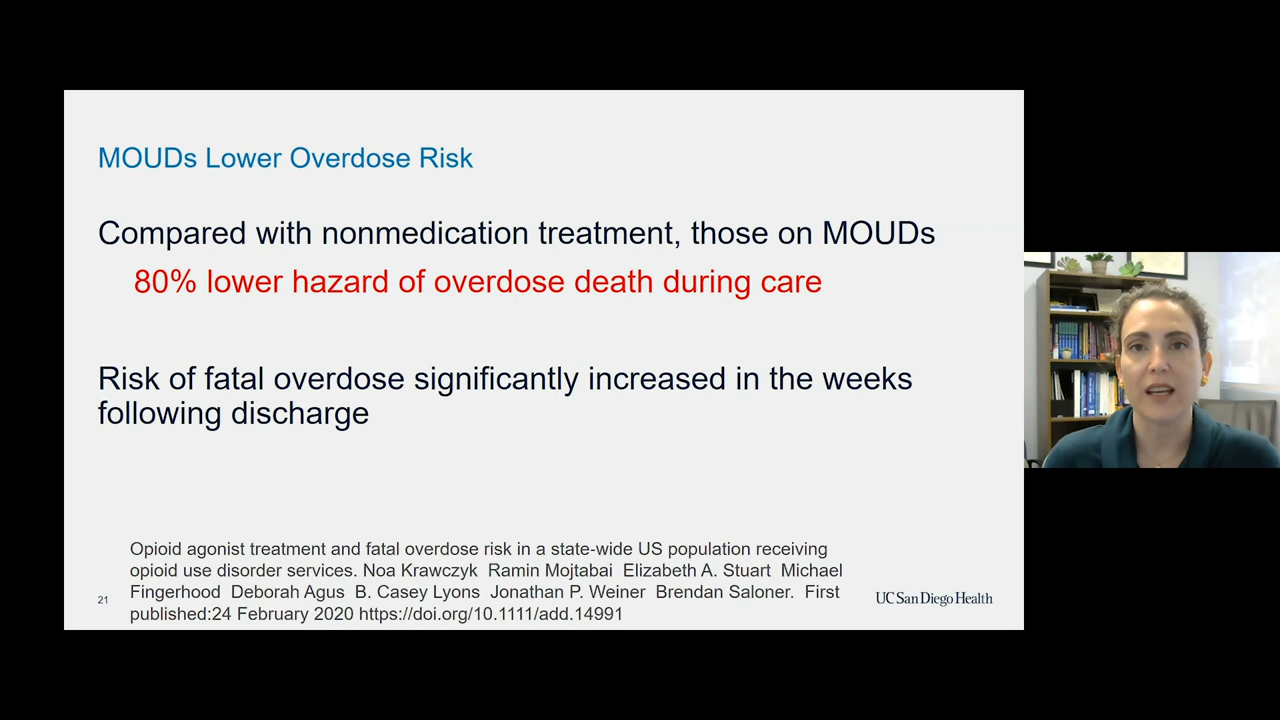 MOUDs Lower Overdose Risk
Compared with nonmedication treatment, those on MOUDs
80% lower hazard of overdose death during care
Risk of fatal overdose significantly increased in the weeks
following discharge
Opioid agonist treatment and fatal overdose risk in a state-wide US population receiving
opioid use disorder services. Noa Krawczyk Ramin Mojtabai Elizabeth A. Stuart Michael
Fingerhood Deborah Agus B. Casey Lyons Jonathan P. Weiner Brendan Saloner. First
published:24 February 2020 https://doi.org/10.1111/add.14991
21
UC San Diego Health